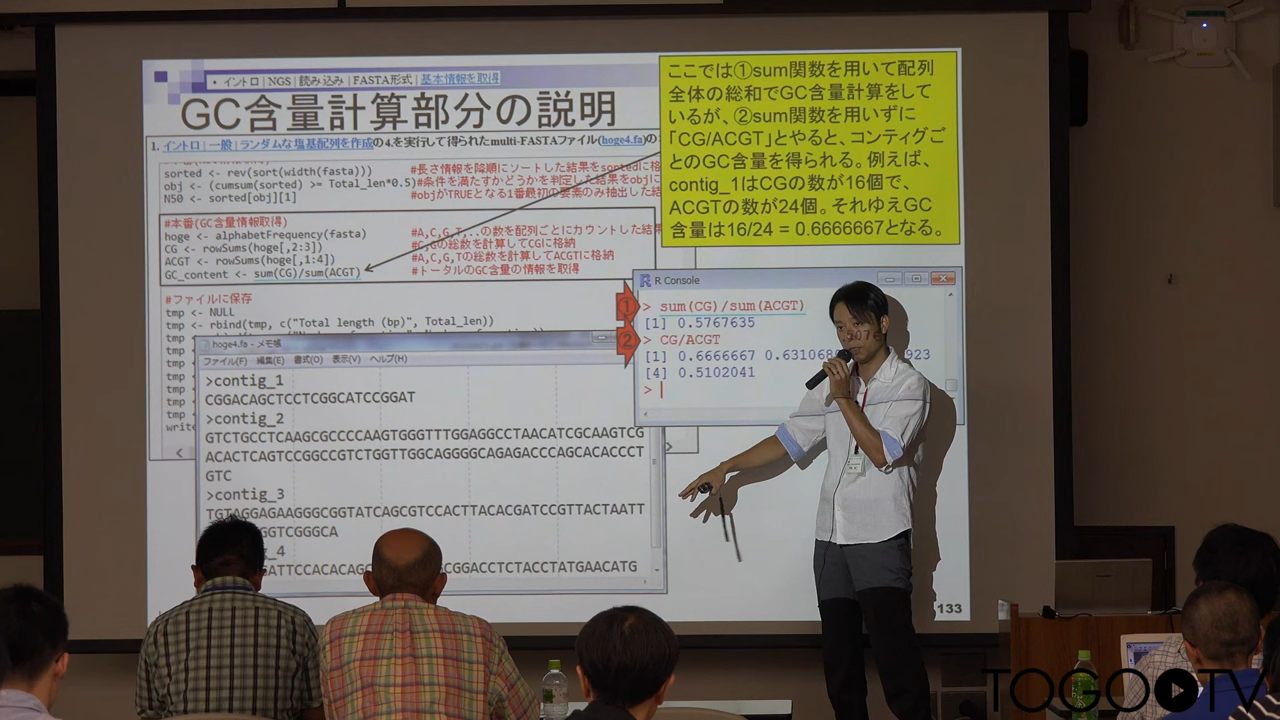 • イントロ | NGS | 読み込み | FASTA形式 | 基本情報を取得
GC含量計算部分の説明
1. イントロ | 一般 | ランダムな塩基配列を作成の4.を実行して得られたmulti-FASTAファイル(hoge4.fa)の
sorted <- rev(sort(width(fasta))) #長さ情報を降順にソートした結果をsortedに格
obj <- (cumsum(sorted) >= Total_len*0.5)#条件を満たすかどうかを判定した結果をobjに
N50 <- sorted[obj][1] #objがTRUEとなる1番最初の要素のみ抽出した結
#本番(GC含量情報取得)
hoge <- alphabetFrequency(fasta) #A,C,G,T,..の数を配列ごとにカウントした結果
CG <- rowSums(hoge[,2:3]) #C,Gの総数を計算してCGに格納
ACGT <- rowSums(hoge[,1:4]) #A,C,G,Tの総数を計算してACGTに格納
GC_content <- sum(CG)/sum(ACGT) #トータルのGC含量の情報を取得
#ファイルに保存
tmp <- NULL
tmp <- rbind(tmp, c("Total length (bp)", Total_len))
tmp
tmp
tmp
tmp
tmp
tmp
write
ここでは①sum関数を用いて配列
全体の総和でGC含量計算をして
いるが、②sum関数を用いずに
「CG/ACGT」とやると、コンティグご
とのGC含量を得られる。例えば、
contig_1はCGの数が16個で、
ACGTの数が24個。それゆえGC
含量は16/24 = 0.6666667となる。
R Console
① > sum(CG)/sum(ACGT)
[1] 0.5767635
② > CG/ACGT
[1] 0.6666667 0.631068 923
[4] 0.5102041
>
hoge4.fa - メモ帳
ファイル(F) 編集(E) 書式(O) 表示(V) ヘルプ(H)
>contig_1
CGGACAGCTCCTCGGCATCCGGAT
>contig_2
GTCTGCCTCAAGCGCCCCAAGTGGGTTTGGAGGCCTAACATCGCAAGTCG
ACACTCAGTCCGGCCGTCTGGTTGGCAGGGGCAGAGACCCAGCACACCCT
GTC
>contig_3
TGTAGGAGAAGGGCGGTATCAGCGTCCACTTACACGATCCGTTACTAATT
GGTCGGGCA
g_4
GATTCCACACAGC CGGACCTCTACCTATGAACATG
133
TOGO TV